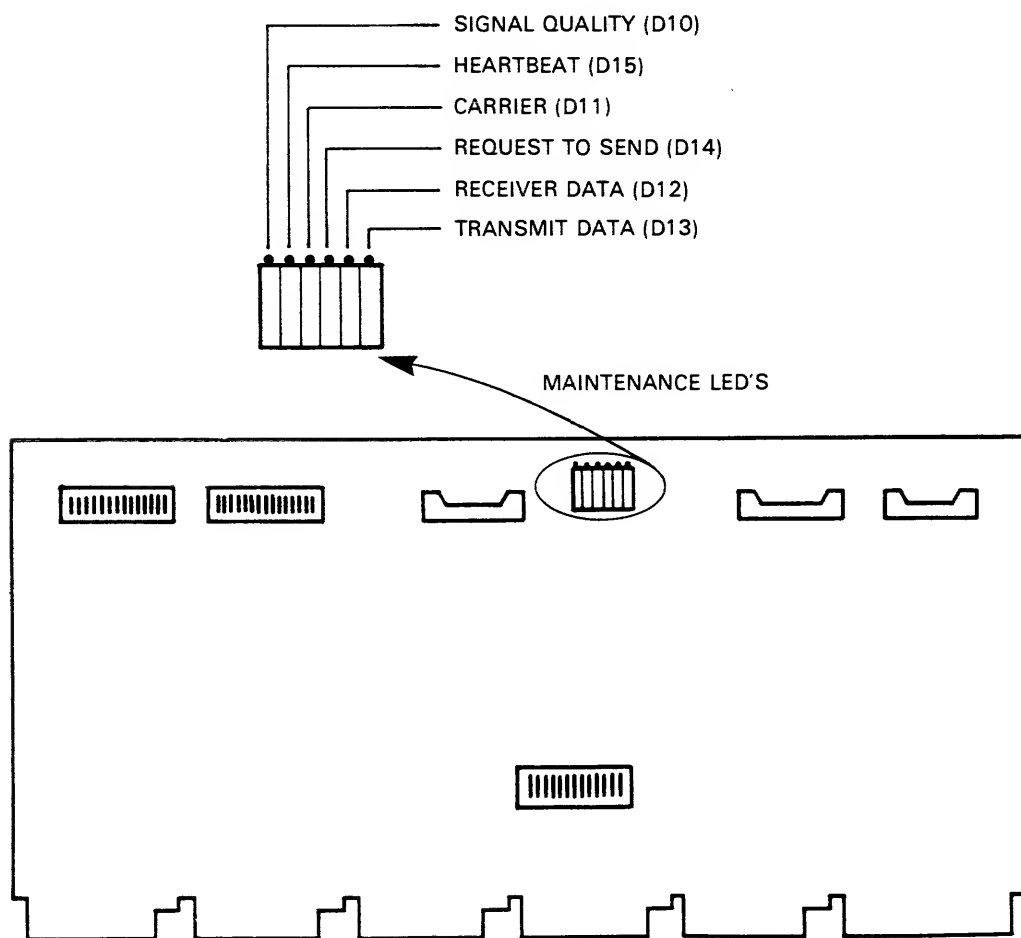 SIGNAL QUALITY (D10)
HEARTBEAT (D15)
CARRIER (D11)
REQUEST TO SEND (D14)
RECEIVER DATA (D12)
TRANSMIT DATA (D13)
MAINTENANCE LED'S